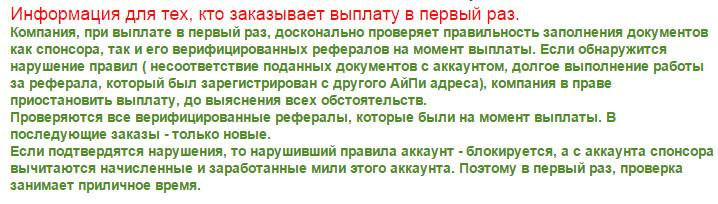 Информация для тех, кто заказывает выплату в первый раз.
Компания, при выплате в первый раз, досконально проверяет правильность заполнения документов
как спонсора, так и его верифицированных рефералов на момент выплаты. Если обнаружится
нарушение правил ( несоответствие поданных документов с аккаунтом, долгое выполнение работы
за реферала, который был зарегистрирован с другого АйПи адреса), компания в праве
приостановить выплату, до выяснения всех обстоятельств.
Проверяются все верифицированные рефералы, которые были на момент выплаты. В
последующие заказы - только новые.
Если подтвердятся нарушения, то нарушивший правила аккаунт - блокируется, а с аккаунта спонсора
вычитаются начисленные и заработанные мили этого аккаунта. Поэтому в первый раз, проверка
занимает приличное время.